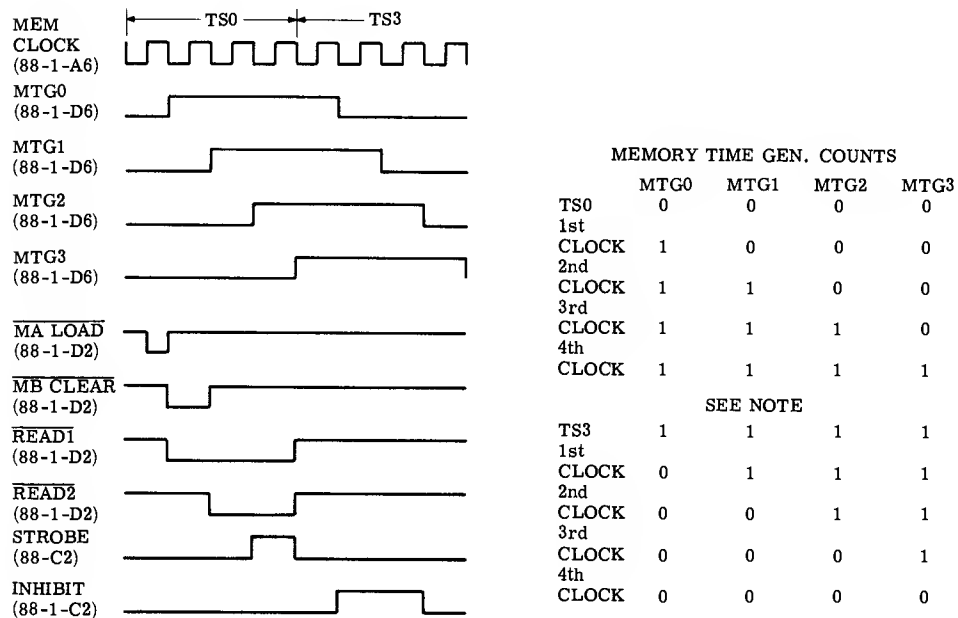 TS0 TS3
MEM
CLOCK
(88-1-A6)
MTG0
(88-1-D6)
MTG1
(88-1-D6)
MTG2
(88-1-D6)
MTG3
(88-1-D6)
MA LOAD
(88-1-D2)
MB CLEAR
(88-1-D2)
READ1
(88-1-D2)
READ2
(88-1-D2)
STROBE
(88-C2)
INHIBIT
(88-1-C2)
MEMORY TIME GEN. COUNTS
MTG0 MTG1 MTG2 MTG3
TS0 0 0 0 0
1st
CLOCK 1 0 0 0
2nd
CLOCK 1 1 0 0
3rd
CLOCK 1 1 1 0
4th
CLOCK 1 1 1 1
SEE NOTE
TS3 1 1 1 1
1st
CLOCK 0 1 1 1
2nd
CLOCK 0 0 1 1
3rd
CLOCK 0 0 0 1
4th
CLOCK 0 0 0 0